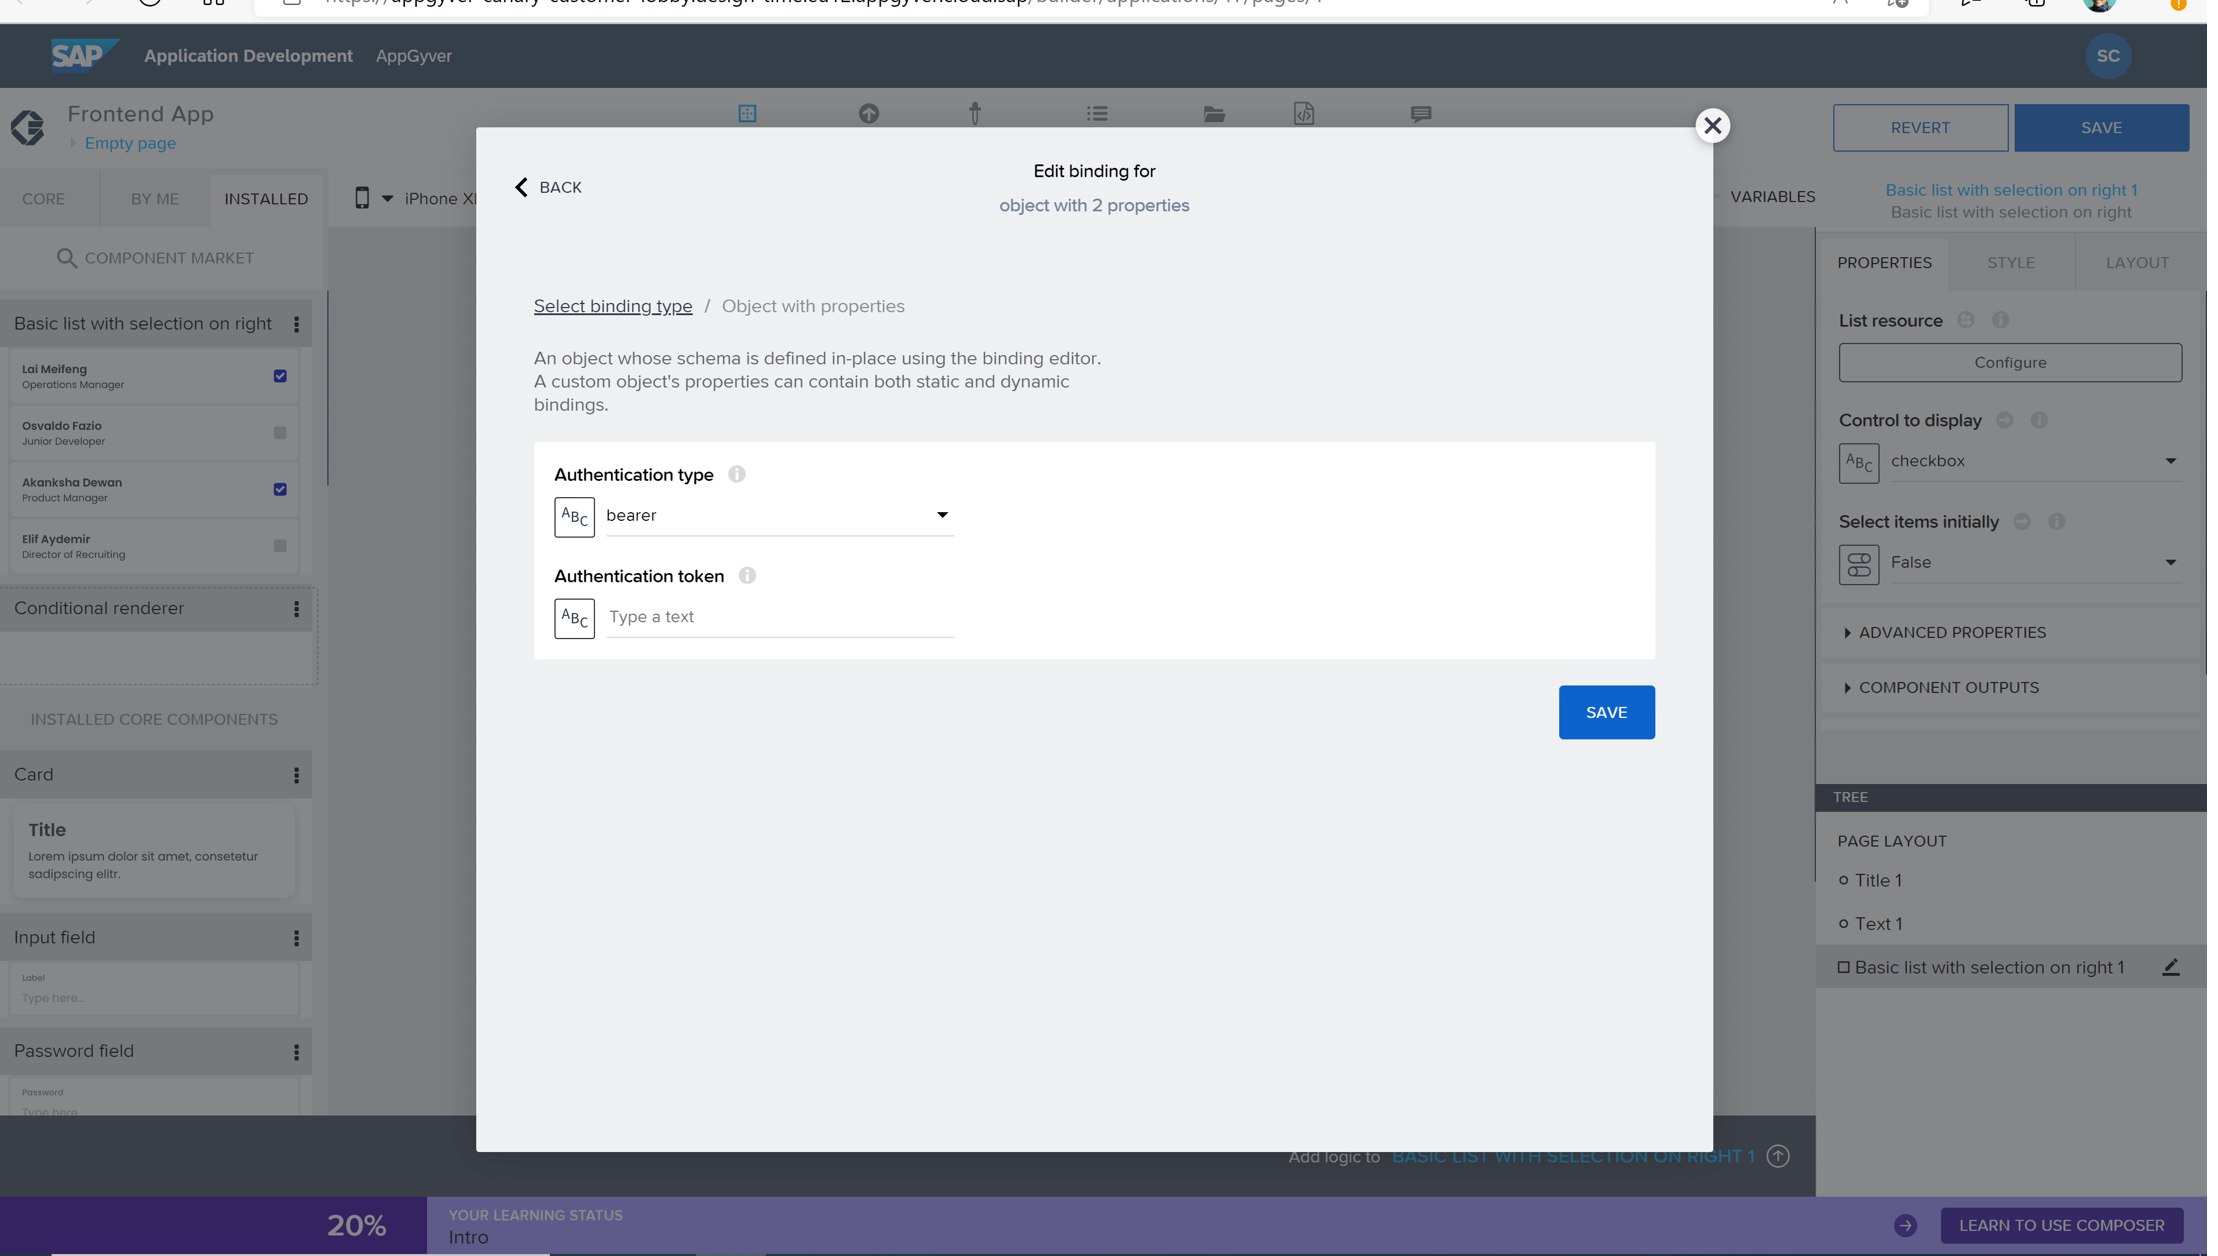 SAP Application Development AppGyver
SC
Frontend App
Empty page
REVERT
SAVE
CORE
BY ME
INSTALLED
iPhone X
VARIABLES
Basic list with selection on right 1
Basic list with selection on right
COMPONENT MARKET
Basic list with selection on right
Lai Meifeng
Operations Manager
Osvaldo Fazio
Junior Developer
Akanksha Dewan
Product Manager
Elif Aydemir
Director of Recruiting
Conditional renderer
INSTALLED CORE COMPONENTS
Card
Title
Lorem ipsum dolor sit amet, consetetur
sadipscing elitr.
Input field
Label
Type here...
Password field
Password
Type here
BACK
Edit binding for
object with 2 properties
Select binding type / Object with properties
An object whose schema is defined in-place using the binding editor.
A custom object's properties can contain both static and dynamic
bindings.
Authentication type
ABC bearer
Authentication token
ABC Type a text
SAVE
PROPERTIES
STYLE
LAYOUT
List resource
Configure
Control to display
ABC checkbox
Select items initially
False
ADVANCED PROPERTIES
COMPONENT OUTPUTS
TREE
PAGE LAYOUT
Title 1
Text 1
Basic list with selection on right 1
Add logic to BASIC LIST WITH SELECTION ON RIGHT 1
20%
YOUR LEARNING STATUS
Intro
LEARN TO USE COMPOSER